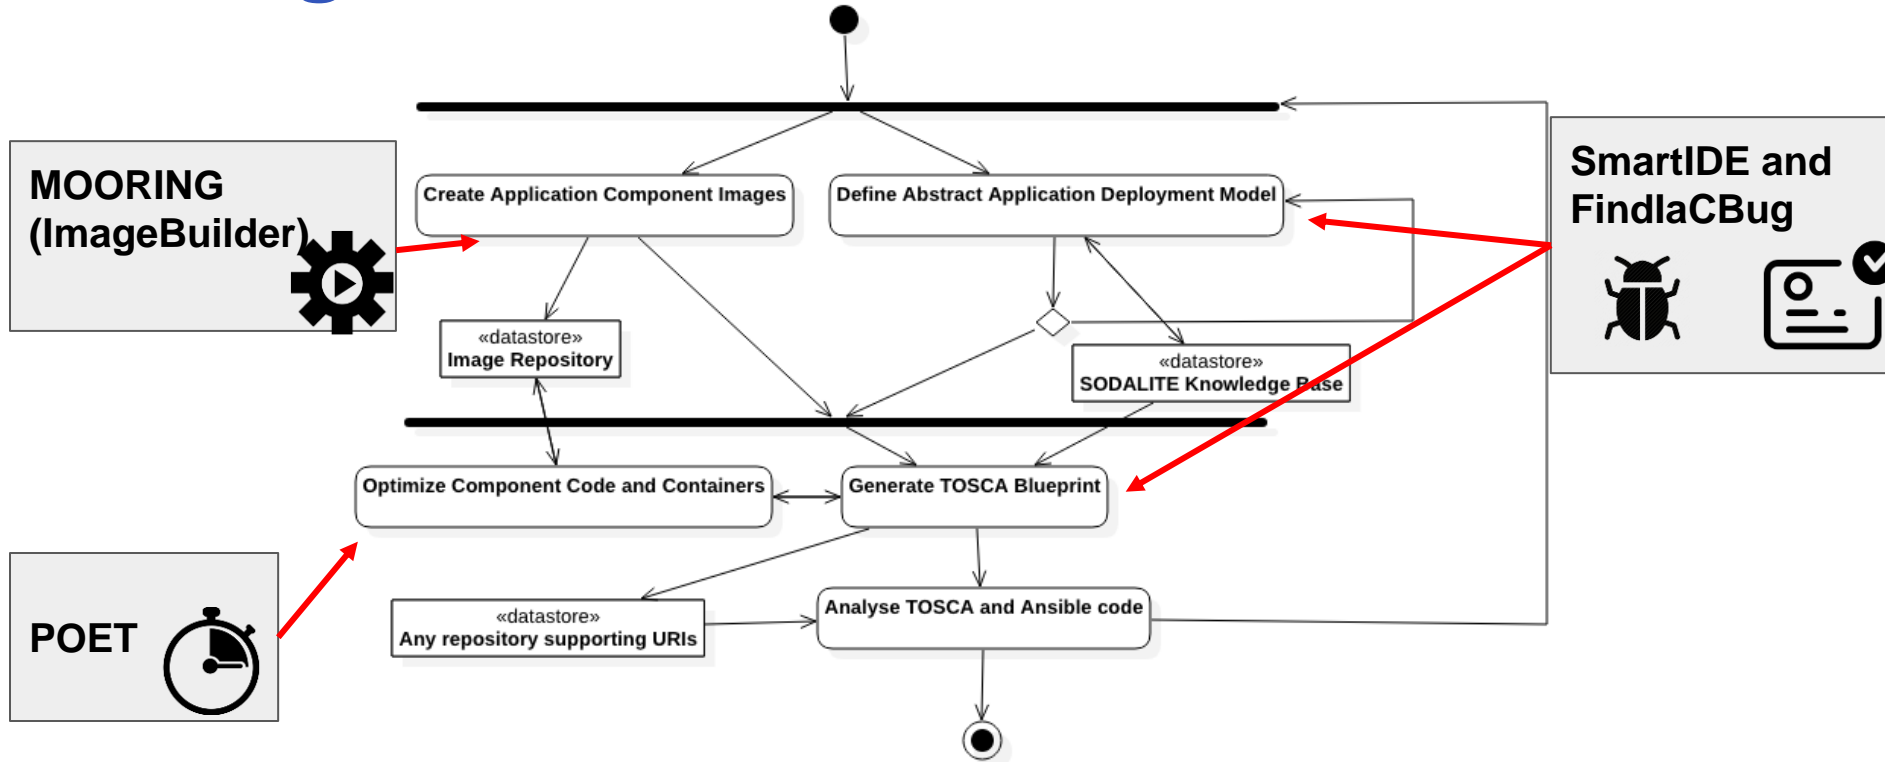 MOORING
(ImageBuilder)
Create Application Component Images
Define Abstract Application Deployment Model
SmartIDE and
FindIaCBug
«datastore»
Image Repository
«datastore»
SODALITE Knowledge Base
Optimize Component Code and Containers
Generate TOSCA Blueprint
POET
«datastore»
Any repository supporting URIs
Analyse TOSCA and Ansible code